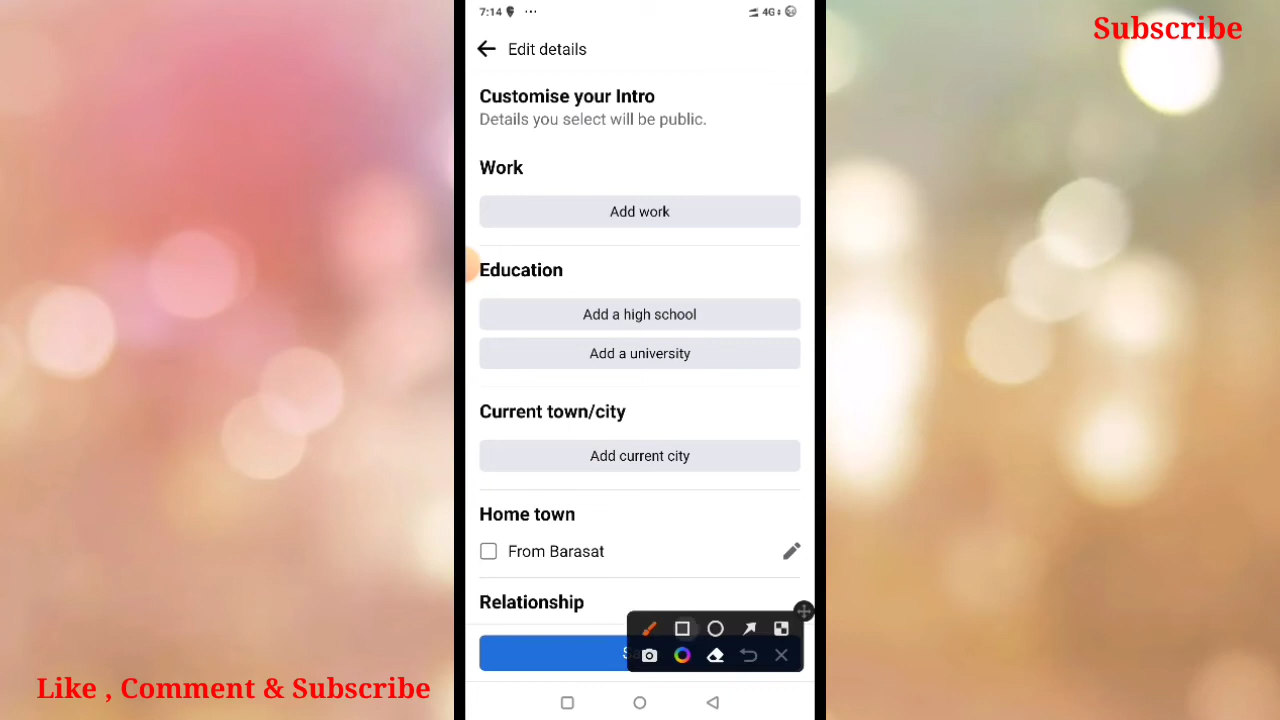 Subscribe
7:14
4G
Edit details
Customise your Intro
Details you select will be public.
Work
Add work
Education
Add a high school
Add a university
Current town/city
Add current city
Home town
From Barasat
Relationship
Like , Comment & Subscribe